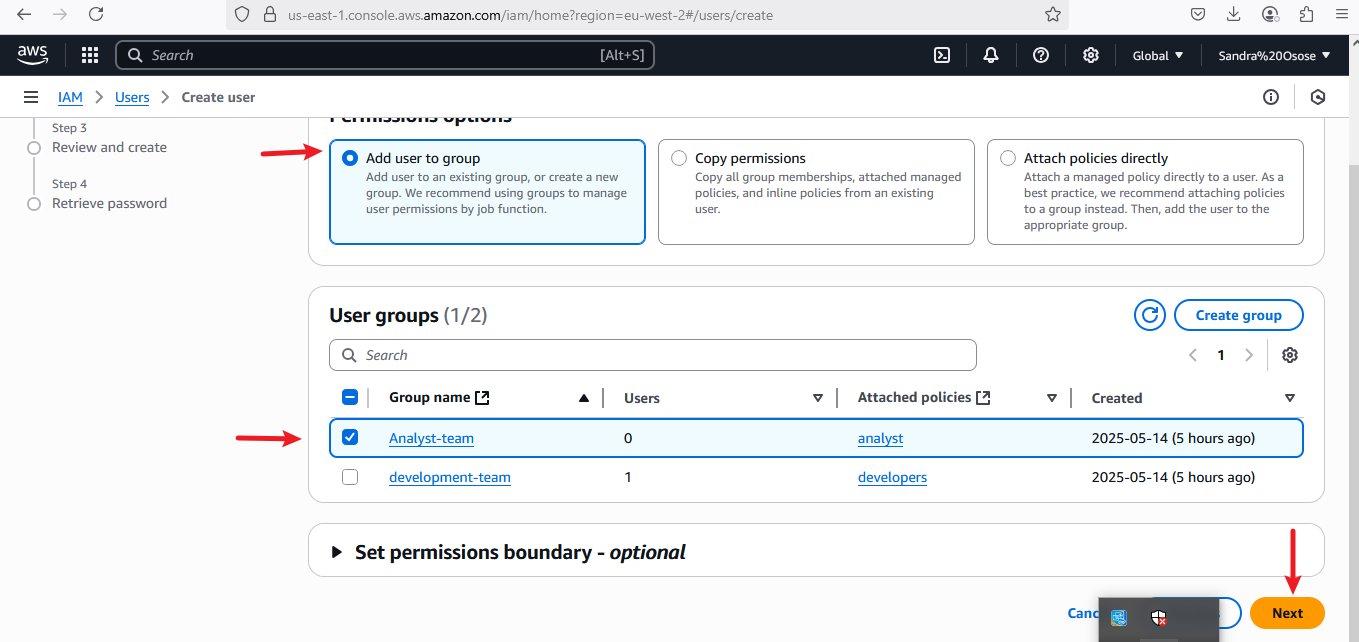 us-east-1.console.aws.amazon.com/iam/home?region=eu-west-2#/users/create
aws
Search
[Alt+S]
Global
Sandra%20Osose
IAM
Users
Create user
Step 3
Review and create
Step 4
Retrieve password
Permissions options
Add user to group
Add user to an existing group, or create a new
group. We recommend using groups to manage
user permissions by job function.
Copy permissions
Copy all group memberships, attached managed
policies, and inline policies from an existing
user.
Attach policies directly
Attach a managed policy directly to a user. As a
best practice, we recommend attaching policies
to a group instead. Then, add the user to the
appropriate group.
User groups (1/2)
Create group
Search
1
Group name
Users
Attached policies
Created
Analyst-team
0
analyst
2025-05-14 (5 hours ago)
development-team
1
developers
2025-05-14 (5 hours ago)
Set permissions boundary - optional
Canc
Next